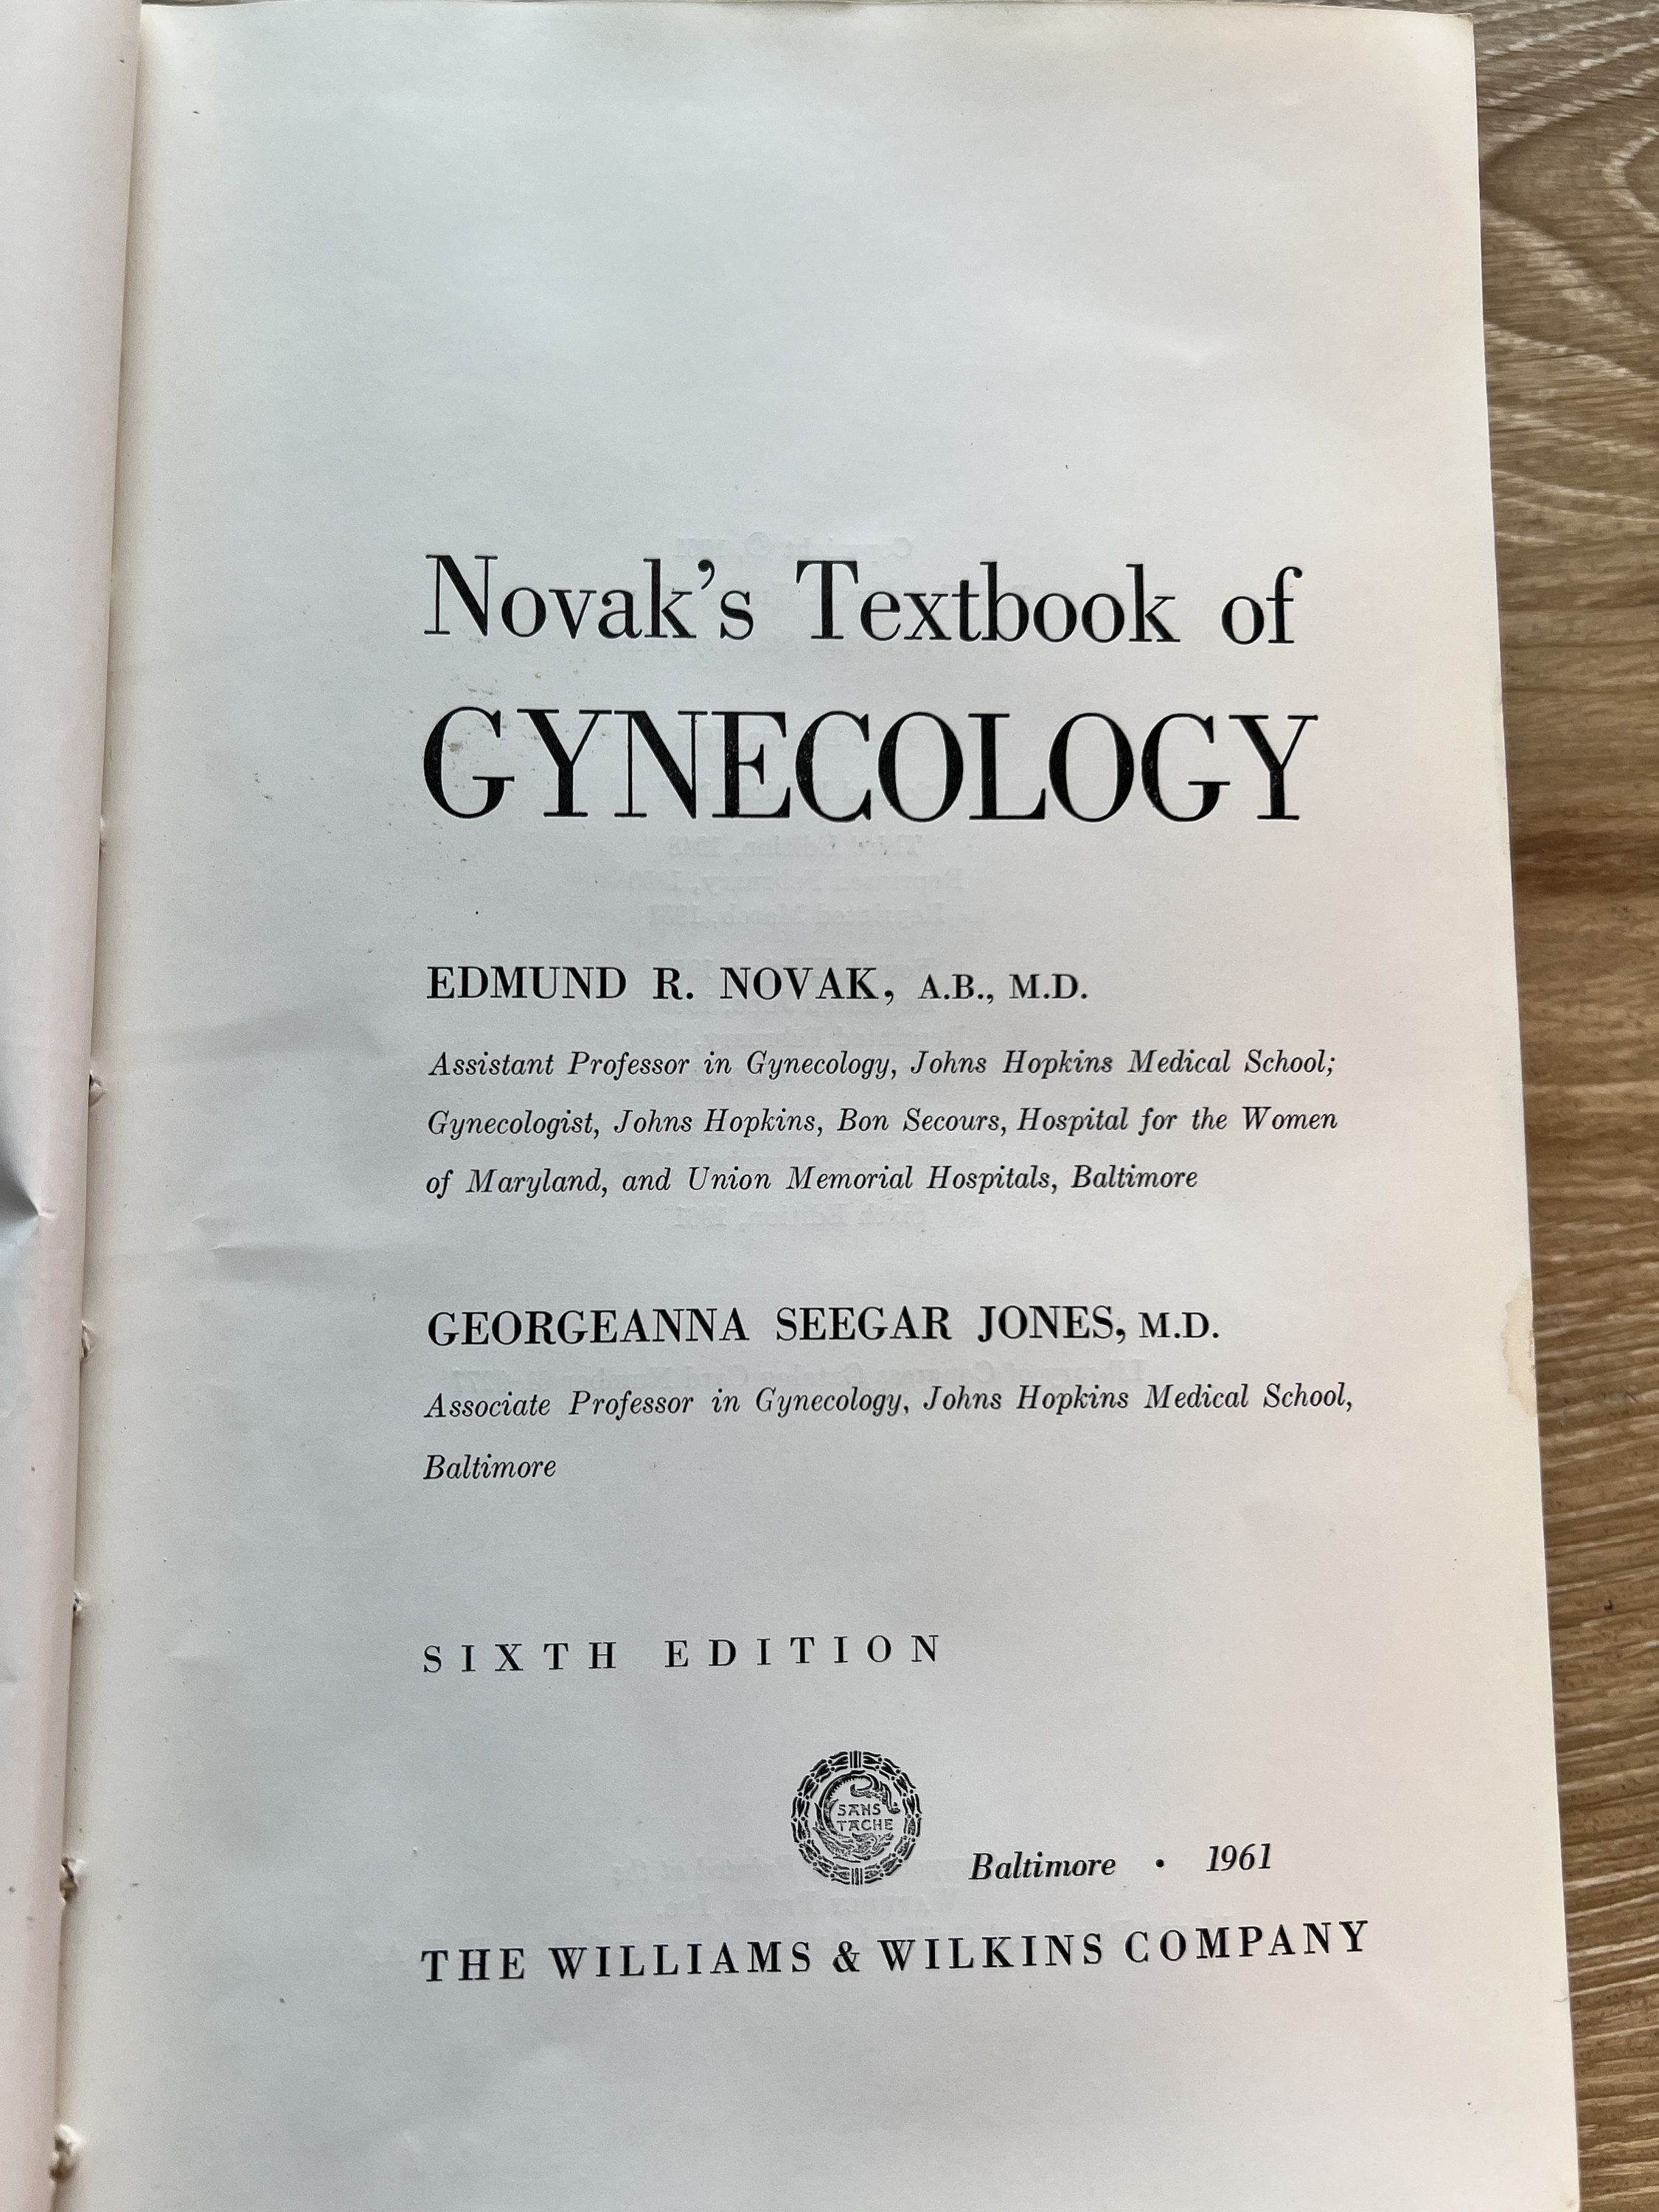 Novak's Textbook of
GYNECOLOGY
EDMUND R. NOVAK, A.B., M.D.
Assistant Professor in Gynecology, Johns Hopkins Medical School;
Gynecologist, Johns Hopkins, Bon Secours, Hospital for the Women
of Maryland, and Union Memorial Hospitals, Baltimore
GEORGEANNA SEEGAR JONES, M.D.
Associate Professor in Gynecology, Johns Hopkins Medical School,
Baltimore
SIXTH EDITION
SANS
TACHE
Baltimore • 1961
THE WILLIAMS & WILKINS COMPANY